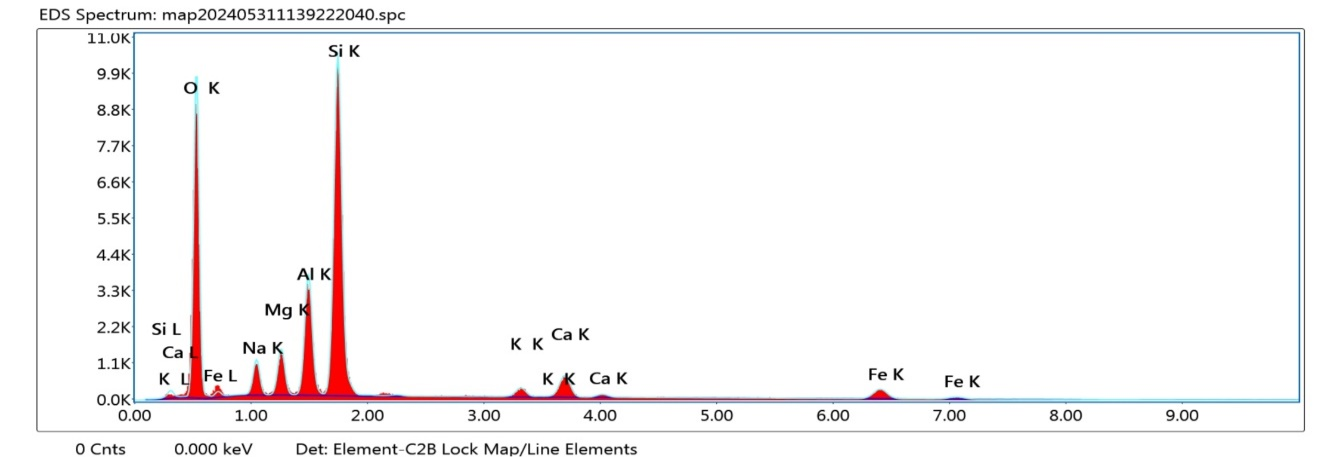 EDS Spectrum: map202405311139222040.spc
11.0K
Si K
9.9K
O K
8.8K
7.7K
6.6K
5.5K
4.4K
Al K
3.3K
Mg K
Si L
2.2K
Ca K
K K
Na K
Ca L
1.1K
K L
Fe L
K K
Ca K
Fe K
Fe K
0.0K
0.00 1.00 2.00 3.00 4.00 5.00 6.00 7.00 8.00 9.00
0 Cnts 0.000 keV Det: Element-C2B Lock Map/Line Elements